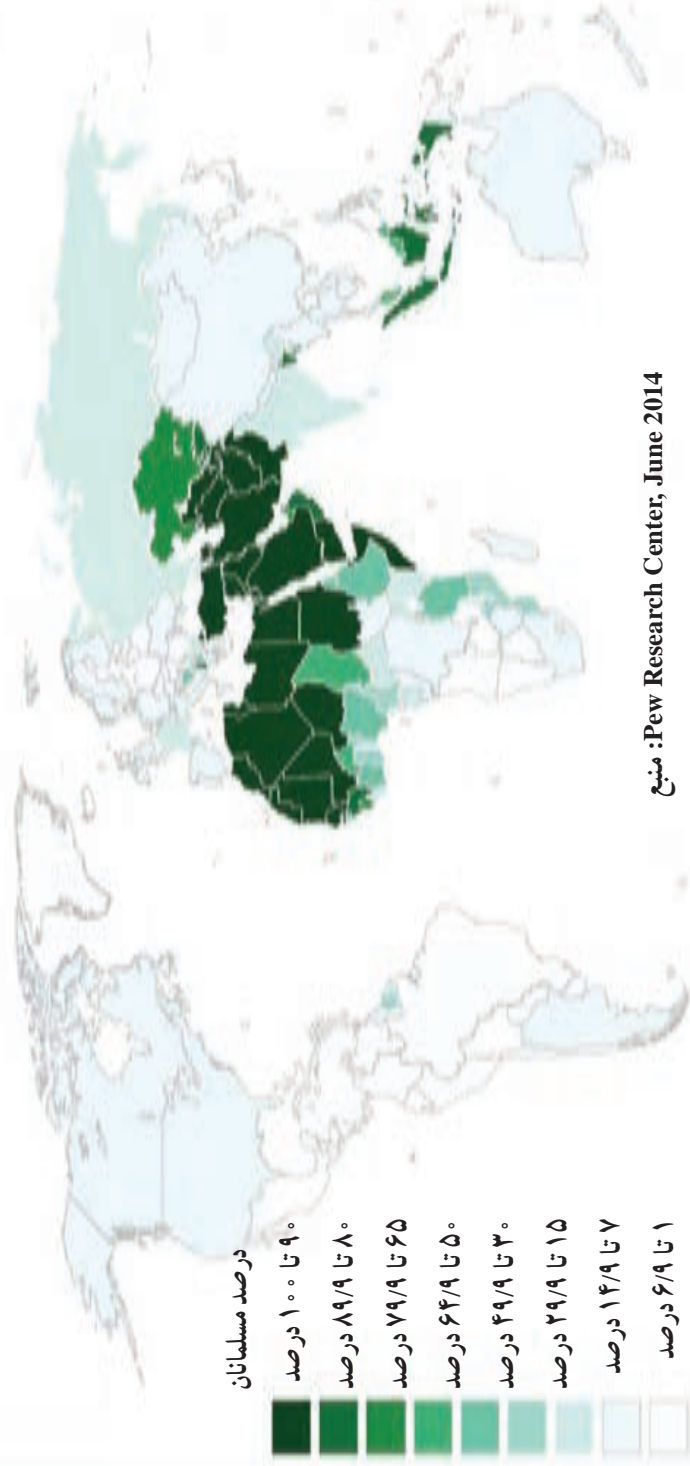 درصد مسلمانان
۹۰ تا ۱۰۰ درصد
۸۰ تا ۸۹/۹ درصد
۶۵ تا ۷۹/۹ درصد
۵۰ تا ۶۴/۹ درصد
۳۰ تا ۴۹/۹ درصد
۱۵ تا ۲۹/۹ درصد
۷ تا ۱۴/۹ درصد
۱ تا ۶/۹ درصد
منبع :Pew Research Center, June 2014